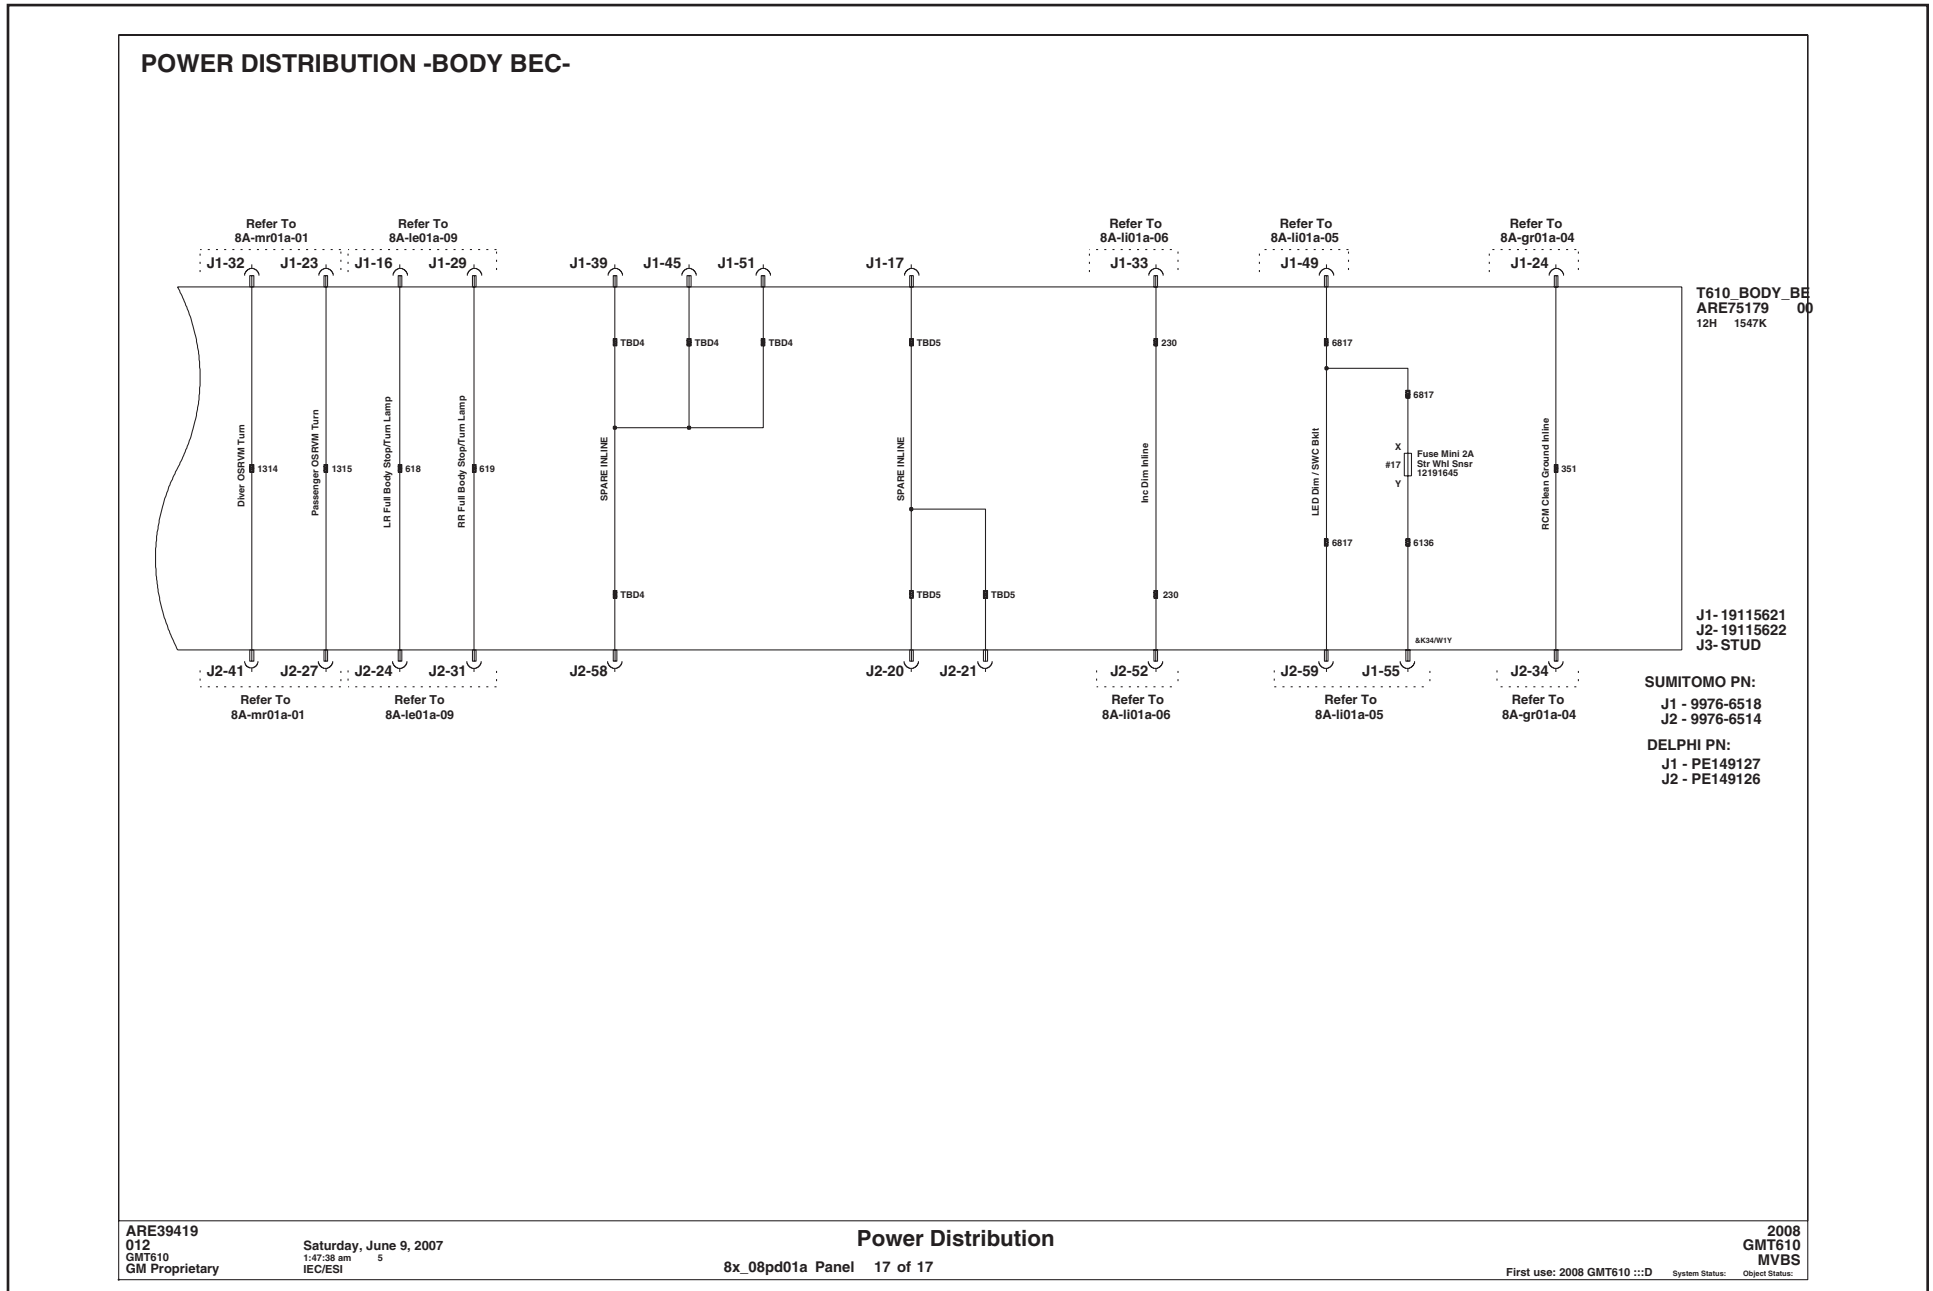 POWER DISTRIBUTION -BODY BEC-
Refer To
8A-mr01a-01
Refer To
8A-le01a-09
Refer To
8A-li01a-06
Refer To
8A-li01a-05
Refer To
8A-gr01a-04
J1-32 J1-23 J1-16 J1-29 J1-39 J1-45 J1-51 J1-17 J1-33 J1-49 J1-24
T610_BODY_BE
ARE75179 00
12H 1547K
TBD4 TBD4 TBD4 TBD5 230 6817
6817
Diver OSRVM Turn
1314
Passenger OSRVM Turn
1315
LR Full Body Stop/Turn Lamp
618
RR Full Body Stop/Turn Lamp
619
SPARE INLINE
SPARE INLINE
Inc Dim Inline
LED Dim / SWC Bklt
X
#17
Y
Fuse Mini 2A
Str Whl Snsr
12191645
RCM Clean Ground Inline
351
6817 6136
TBD4 TBD5 TBD5 230
&K34/W1Y
J1- 19115621
J2- 19115622
J3- STUD
J2-41 J2-27 J2-24 J2-31 J2-58 J2-20 J2-21 J2-52 J2-59 J1-55 J2-34
Refer To
8A-mr01a-01
Refer To
8A-le01a-09
Refer To
8A-li01a-06
Refer To
8A-li01a-05
Refer To
8A-gr01a-04
SUMITOMO PN:
J1 - 9976-6518
J2 - 9976-6514
DELPHI PN:
J1 - PE149127
J2 - PE149126
ARE39419
012
GMT610
GM Proprietary
Saturday, June 9, 2007
1:47:38 am 5
IEC/ESI
Power Distribution
8x_08pd01a Panel 17 of 17
2008
GMT610
MVBS
First use: 2008 GMT610 :::D System Status: Object Status: